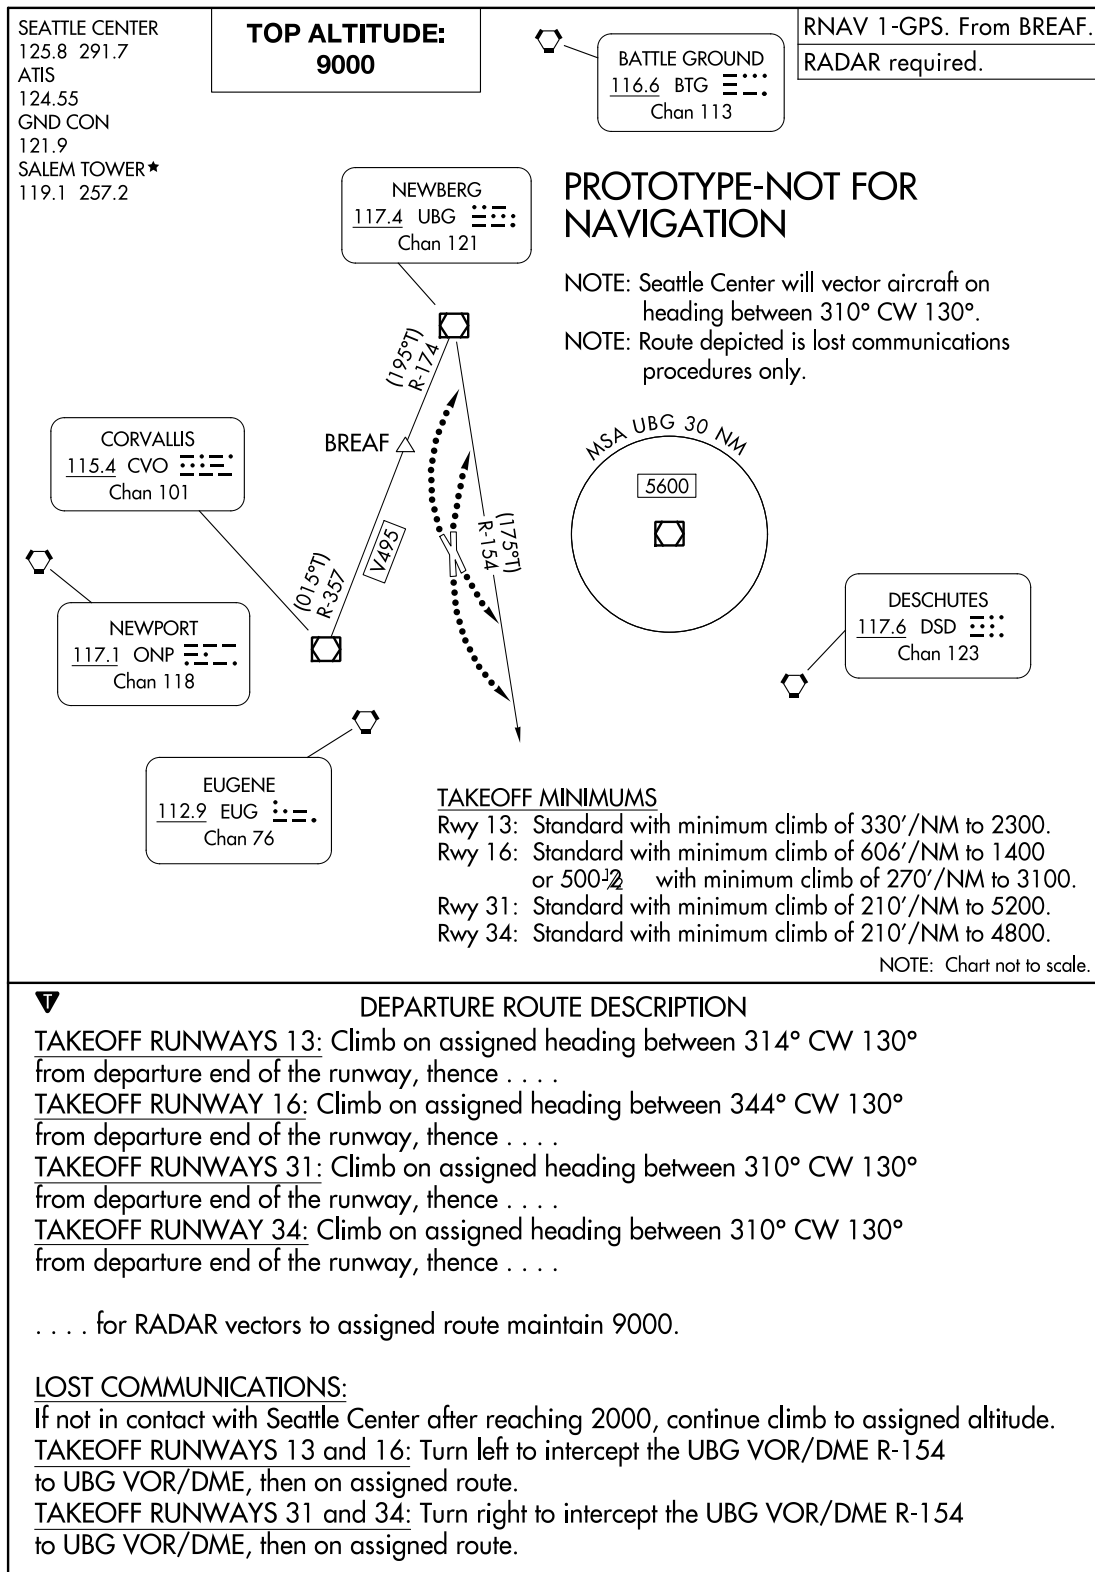 SEATTLE CENTER
125.8 291.7
ATIS
124.55
GND CON
121.9
SALEM TOWER★
119.1 257.2
TOP ALTITUDE:
9000
RNAV 1-GPS. From BREAF.
RADAR required.
BATTLE GROUND
116.6 BTG
Chan 113
NEWBERG
117.4 UBG
Chan 121
PROTOTYPE-NOT FOR
NAVIGATION
NOTE: Seattle Center will vector aircraft on
heading between 310° CW 130°.
NOTE: Route depicted is lost communications
procedures only.
(195°T)
R-174
CORVALLIS
115.4 CVO
Chan 101
BREAF
MSA UBG 30 NM
5600
V495
(175°T)
R-154
(015°T)
R-357
NEWPORT
117.1 ONP
Chan 118
DESCHUTES
117.6 DSD
Chan 123
EUGENE
112.9 EUG
Chan 76
TAKEOFF MINIMUMS
Rwy 13: Standard with minimum climb of 330'/NM to 2300.
Rwy 16: Standard with minimum climb of 606'/NM to 1400
or 500- with minimum climb of 270'/NM to 3100.
Rwy 31: Standard with minimum climb of 210'/NM to 5200.
Rwy 34: Standard with minimum climb of 210'/NM to 4800.
NOTE: Chart not to scale.
T
DEPARTURE ROUTE DESCRIPTION
TAKEOFF RUNWAYS 13: Climb on assigned heading between 314° CW 130°
from departure end of the runway, thence . . . .
TAKEOFF RUNWAY 16: Climb on assigned heading between 344° CW 130°
from departure end of the runway, thence . . . .
TAKEOFF RUNWAYS 31: Climb on assigned heading between 310° CW 130°
from departure end of the runway, thence . . . .
TAKEOFF RUNWAY 34: Climb on assigned heading between 310° CW 130°
from departure end of the runway, thence . . . .
. . . . for RADAR vectors to assigned route maintain 9000.
LOST COMMUNICATIONS:
If not in contact with Seattle Center after reaching 2000, continue climb to assigned altitude.
TAKEOFF RUNWAYS 13 and 16: Turn left to intercept the UBG VOR/DME R-154
to UBG VOR/DME, then on assigned route.
TAKEOFF RUNWAYS 31 and 34: Turn right to intercept the UBG VOR/DME R-154
to UBG VOR/DME, then on assigned route.